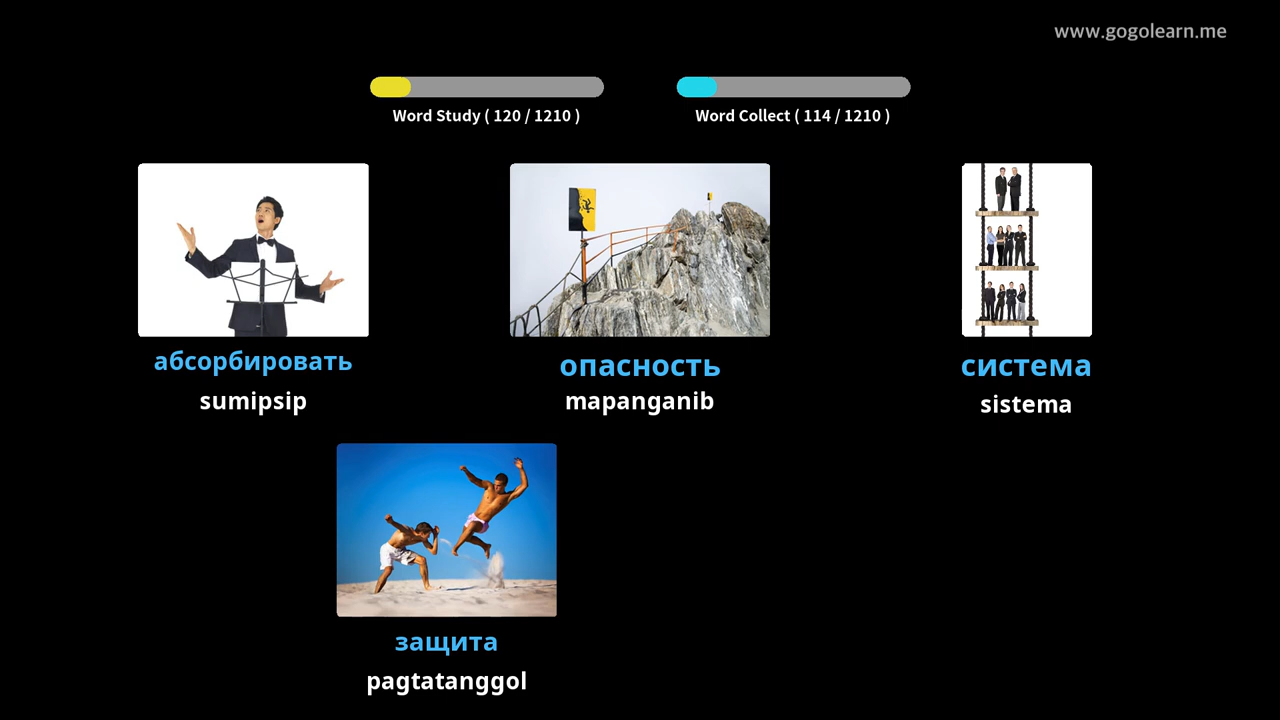 www.gogolearn.me
Word Study ( 120 / 1210 )
Word Collect ( 114 / 1210 )
абсорбировать
sumipsip
опасность
mapanganib
система
sistema
защита
pagtatanggol